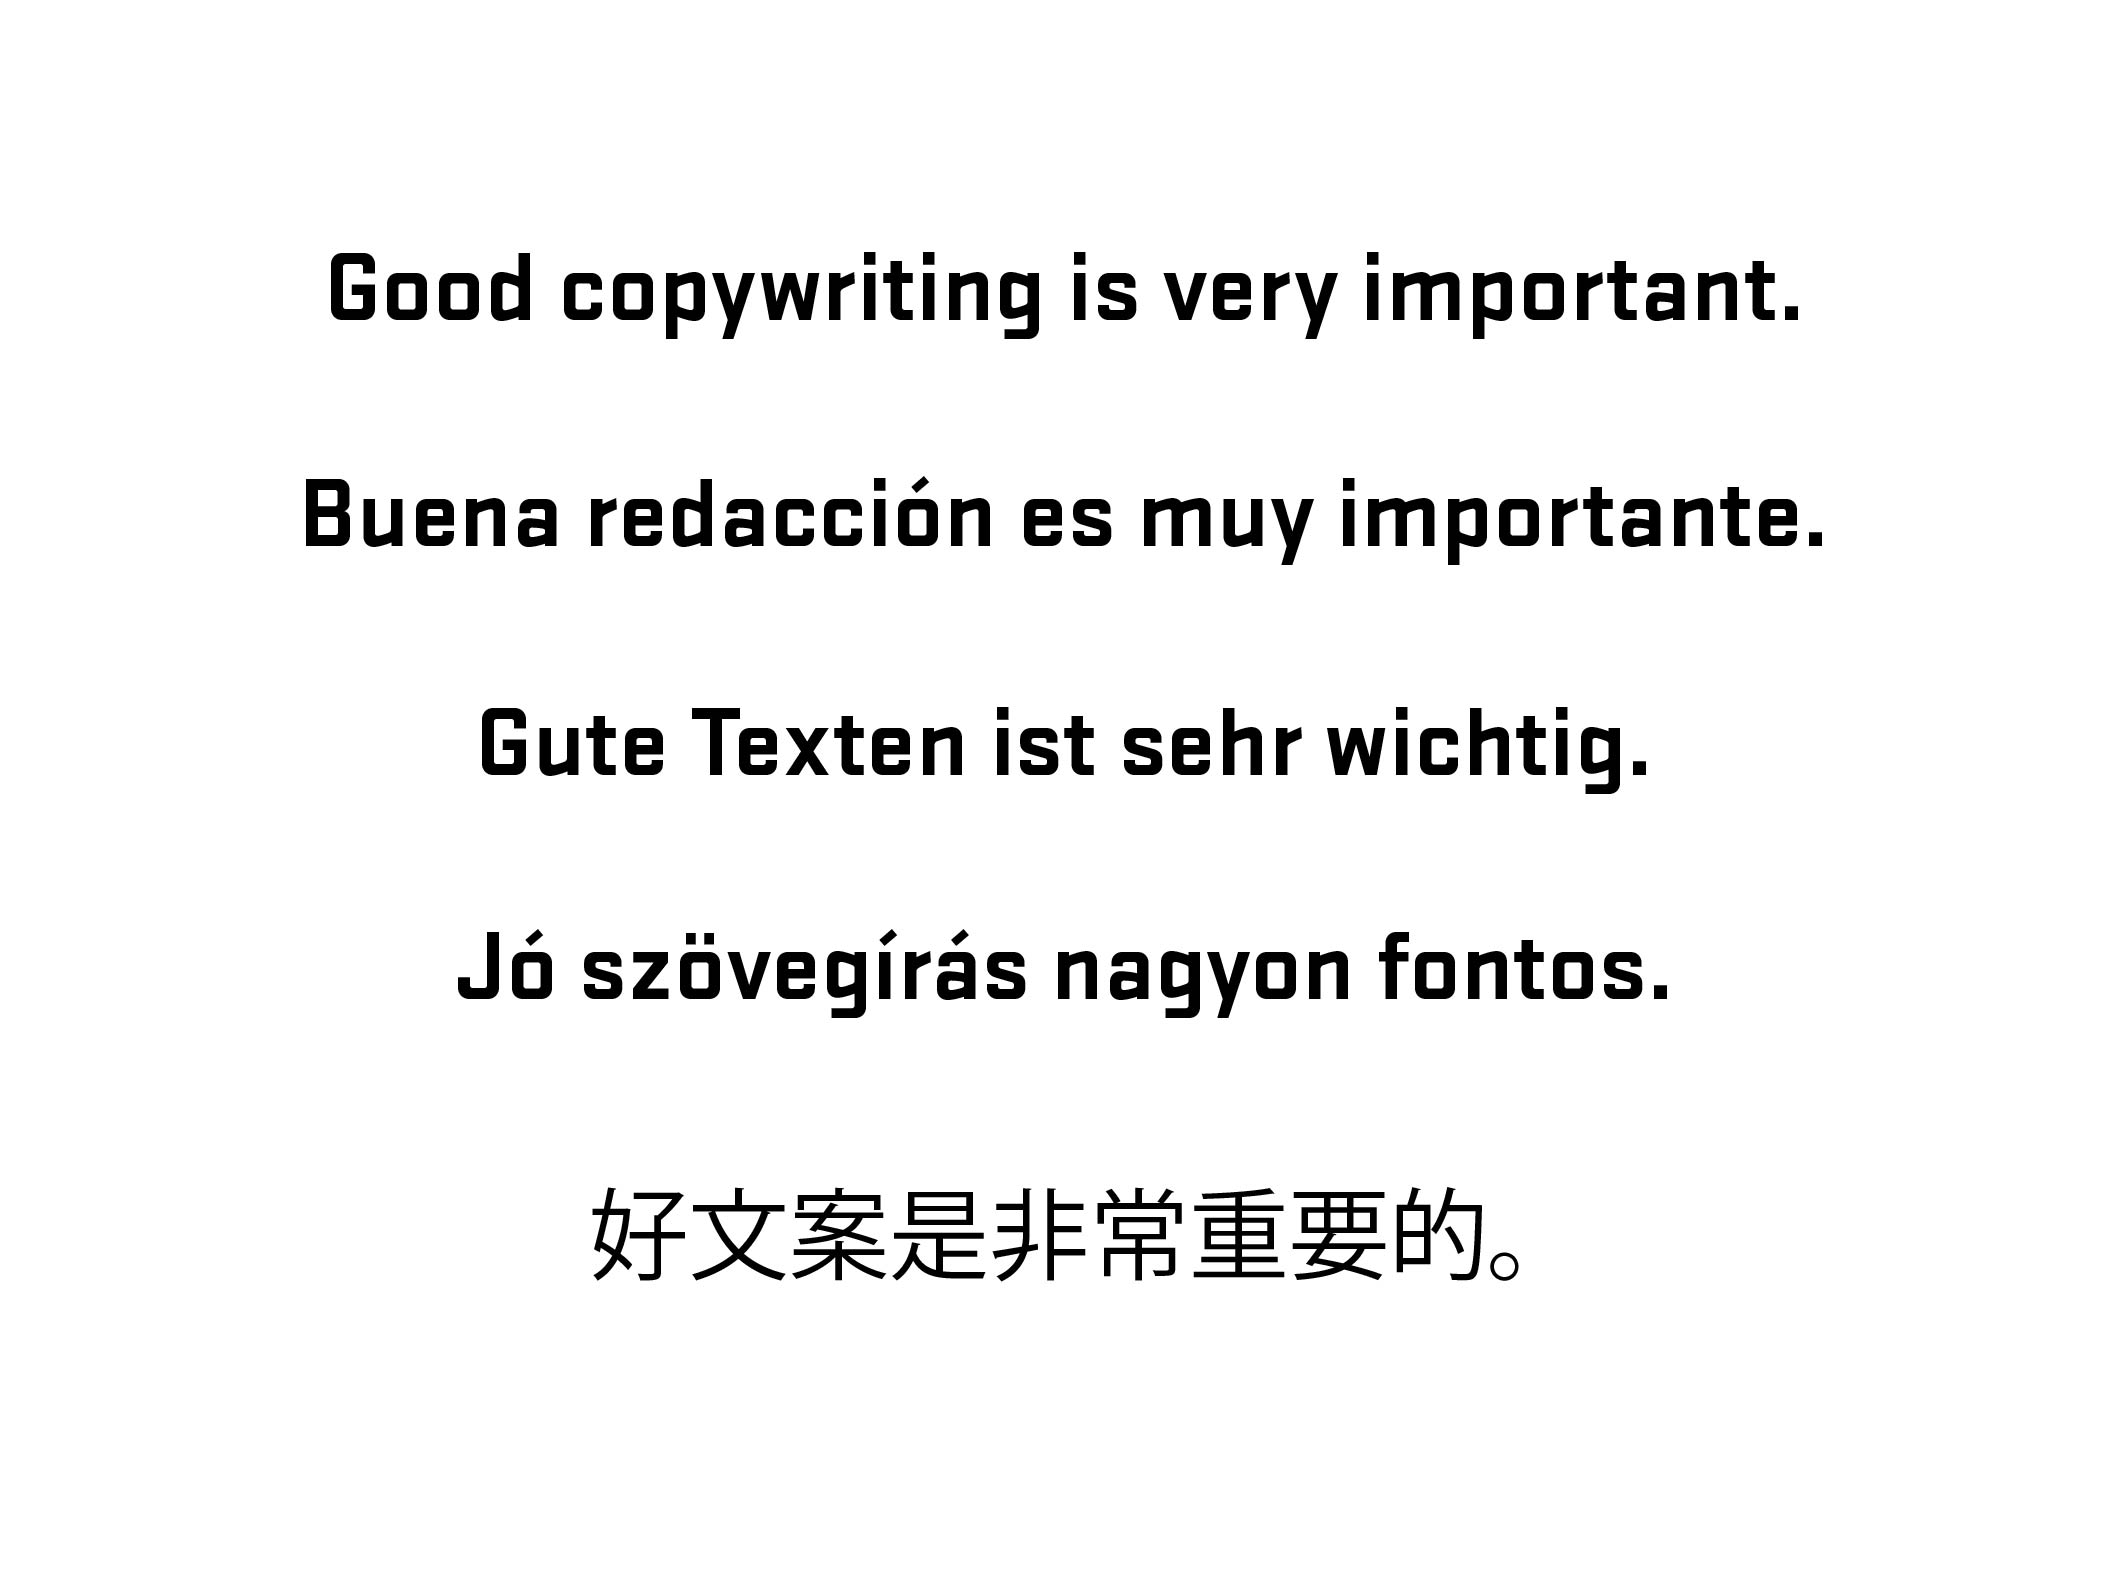 Good copywriting is very important.
Buena redacción es muy importante.
Gute Texten ist sehr wichtig.
Jó szövegírás nagyon fontos.
好文案是非常重要的。